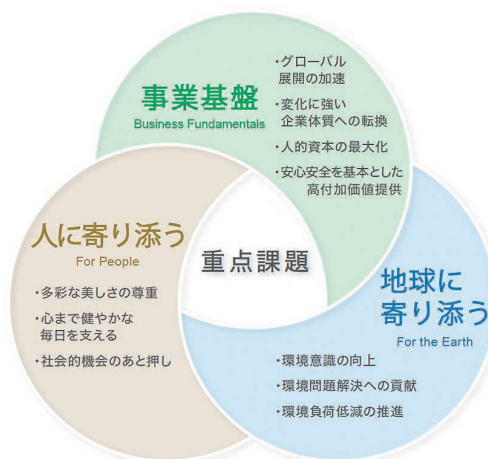 事業基盤
Business Fundamentals
・グローバル
展開の加速
・変化に強い
企業体質への転換
・人的資本の最大化
・安心安全を基本とした
高付加価値提供
人に寄り添う
For People
・多彩な美しさの尊重
・心まで健やかな
毎日を支える
・社会的機会のあと押し
重点課題
地球に
寄り添う
For the Earth
・環境意識の向上
・環境問題解決への貢献
・環境負荷低減の推進